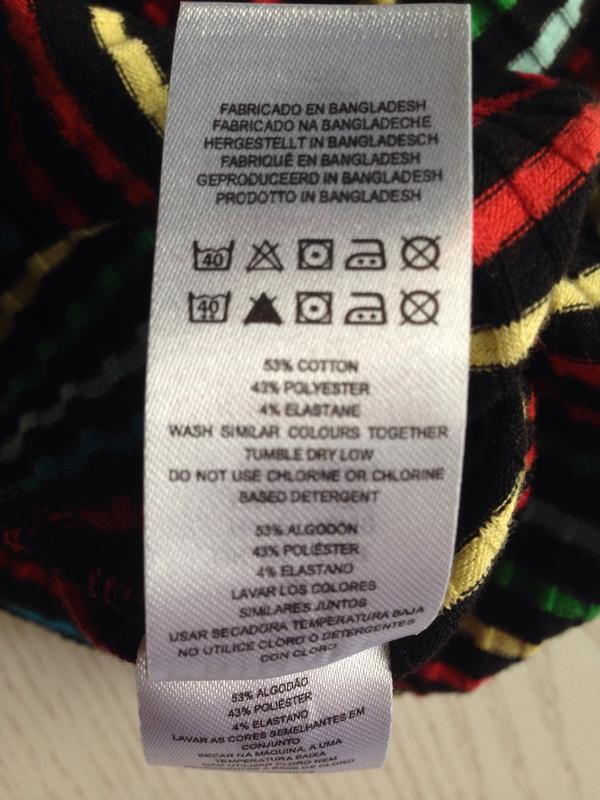 FABRICADO EN BANGLADESH
FABRICADO NA BANGLADECHE
HERGESTELLT IN BANGLADESCH
FABRIQUÉ EN BANGLADESH
GEPRODUCEERD IN BANGLADESH
PRODOTTO IN BANGLADESH
40
40
53% COTTON
43% POLYESTER
4% ELASTANE
WASH SIMILAR COLOURS TOGETHER
TUMBLE DRY LOW
DO NOT USE CHLORINE OR CHLORINE
BASED DETERGENT
53% ALGODÓN
43% POLIÉSTER
4% ELASTANO
LAVAR LOS COLORES
SIMILARES JUNTOS
USAR SECADORA TEMPERATURA BAJA
NO UTILICE CLORO O DETERGENTES
CON CLORO
53% ALGODÃO
43% POLIÉSTER
4% ELASTANO
LAVAR AS CORES SEMELHANTES EM
CONJUNTO
SECAR NA MÁQUINA, A UMA
TEMPERATURA BAIXA
NÃO UTILIZAR CLORO NEM